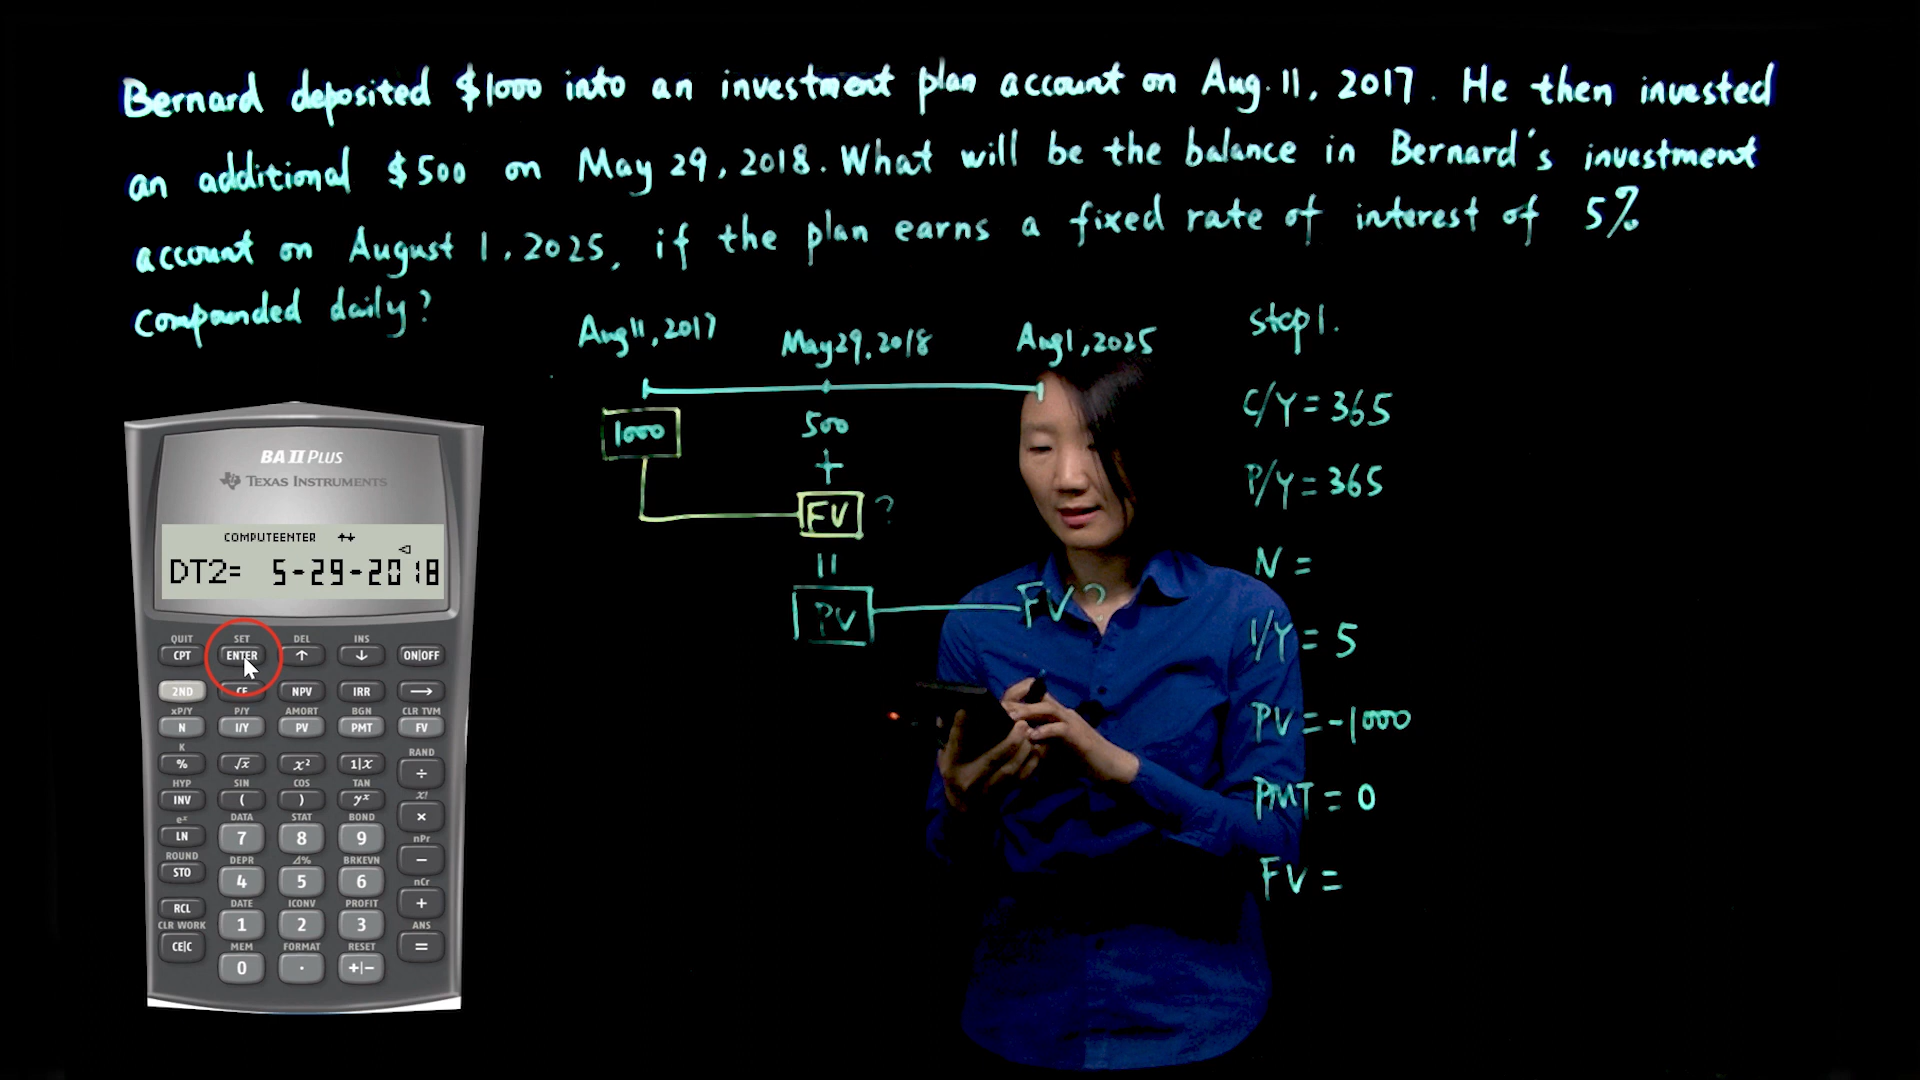 Bernard deposited $1000 into an investment plan account on Aug. 11, 2017. He then invested
an additional $500 on May 29, 2018. What will be the balance in Bernard's investment
account on August 1, 2025, if the plan earns a fixed rate of interest of 5%
compounded daily?
Aug 11, 2017 May 29, 2018 Aug 1, 2025
1000 500
+
FV ?
=
PV FV?
step 1.
C/Y = 365
P/Y = 365
N =
I/Y = 5
PV = -1000
PMT = 0
FV =
BA II PLUS
TEXAS INSTRUMENTS
COMPUTE ENTER ↑↓
DT2= 5-29-2018
QUIT SET DEL INS
CPT ENTER ↑ ↓ ON|OFF
2ND CF NPV IRR →
xP/Y P/Y AMORT BGN CLR TVM
N I/Y PV PMT FV
K RAND
% √x x² 1|x ÷
HYP SIN COS TAN x!
INV ( ) yˣ ×
eˣ DATA STAT BOND nPr
LN 7 8 9 −
ROUND DEPR Δ% BRKEVN nCr
STO 4 5 6 +
DATE ICONV PROFIT ANS
RCL 1 2 3 =
CLR WORK MEM FORMAT RESET
CE|C 0 . +|−